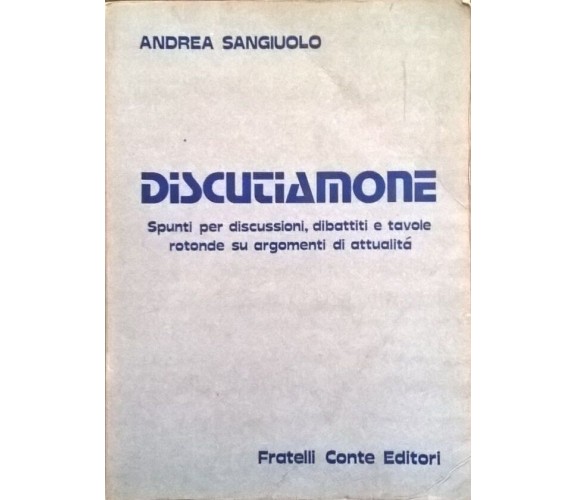 ANDREA SANGIUOLO
DiSCUTiAMONE
Spunti per discussioni, dibattiti e tavole
rotonde su argomenti di attualitá
Fratelli Conte Editori